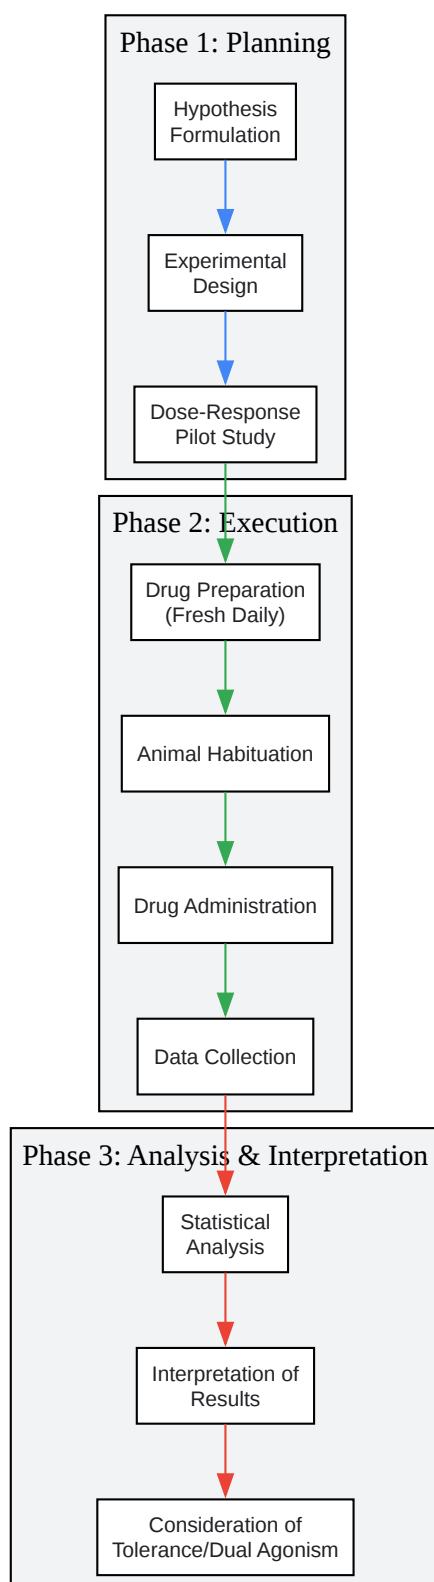 Phase 1: Planning
Hypothesis
Formulation
Experimental
Design
Dose-Response
Pilot Study
Phase 2: Execution
Drug Preparation
(Fresh Daily)
Animal Habituation
Drug Administration
Data Collection
Phase 3: Analysis & Interpretation
Statistical
Analysis
Interpretation of
Results
Consideration of
Tolerance/Dual Agonism